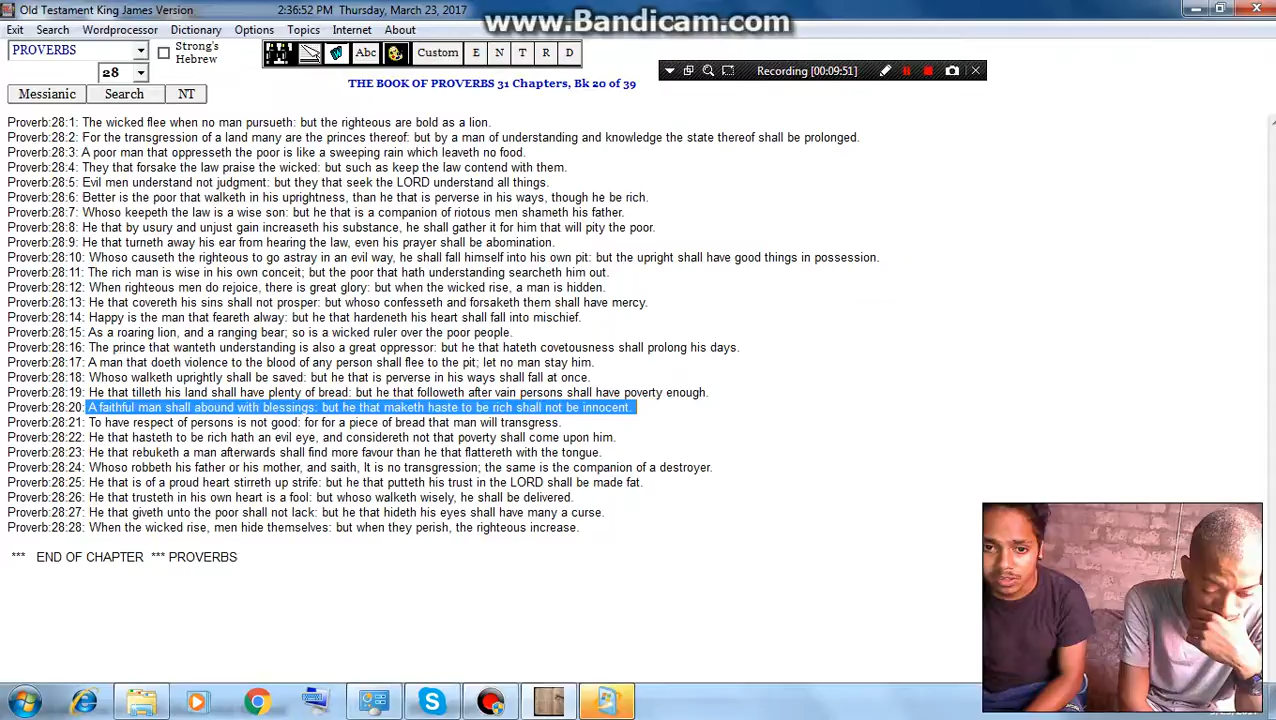 www.Bandicam.com
Old Testament King James Version 2:36:52 PM Thursday, March 23, 2017
Exit Search Wordprocessor Dictionary Options Topics Internet About
PROVERBS
Strong's
Hebrew
Abc Custom E N T R D
Recording [00:09:51]
28
Messianic Search NT
THE BOOK OF PROVERBS 31 Chapters, Bk 20 of 39
Proverb:28:1: The wicked flee when no man pursueth: but the righteous are bold as a lion.
Proverb:28:2: For the transgression of a land many are the princes thereof: but by a man of understanding and knowledge the state thereof shall be prolonged.
Proverb:28:3: A poor man that oppresseth the poor is like a sweeping rain which leaveth no food.
Proverb:28:4: They that forsake the law praise the wicked: but such as keep the law contend with them.
Proverb:28:5: Evil men understand not judgment: but they that seek the LORD understand all things.
Proverb:28:6: Better is the poor that walketh in his uprightness, than he that is perverse in his ways, though he be rich.
Proverb:28:7: Whoso keepeth the law is a wise son: but he that is a companion of riotous men shameth his father.
Proverb:28:8: He that by usury and unjust gain increaseth his substance, he shall gather it for him that will pity the poor.
Proverb:28:9: He that turneth away his ear from hearing the law, even his prayer shall be abomination.
Proverb:28:10: Whoso causeth the righteous to go astray in an evil way, he shall fall himself into his own pit: but the upright shall have good things in possession.
Proverb:28:11: The rich man is wise in his own conceit; but the poor that hath understanding searcheth him out.
Proverb:28:12: When righteous men do rejoice, there is great glory: but when the wicked rise, a man is hidden.
Proverb:28:13: He that covereth his sins shall not prosper: but whoso confesseth and forsaketh them shall have mercy.
Proverb:28:14: Happy is the man that feareth alway: but he that hardeneth his heart shall fall into mischief.
Proverb:28:15: As a roaring lion, and a ranging bear; so is a wicked ruler over the poor people.
Proverb:28:16: The prince that wanteth understanding is also a great oppressor: but he that hateth covetousness shall prolong his days.
Proverb:28:17: A man that doeth violence to the blood of any person shall flee to the pit; let no man stay him.
Proverb:28:18: Whoso walketh uprightly shall be saved: but he that is perverse in his ways shall fall at once.
Proverb:28:19: He that tilleth his land shall have plenty of bread: but he that followeth after vain persons shall have poverty enough.
Proverb:28:20: A faithful man shall abound with blessings: but he that maketh haste to be rich shall not be innocent.
Proverb:28:21: To have respect of persons is not good: for for a piece of bread that man will transgress.
Proverb:28:22: He that hasteth to be rich hath an evil eye, and considereth not that poverty shall come upon him.
Proverb:28:23: He that rebuketh a man afterwards shall find more favour than he that flattereth with the tongue.
Proverb:28:24: Whoso robbeth his father or his mother, and saith, It is no transgression; the same is the companion of a destroyer.
Proverb:28:25: He that is of a proud heart stirreth up strife: but he that putteth his trust in the LORD shall be made fat.
Proverb:28:26: He that trusteth in his own heart is a fool: but whoso walketh wisely, he shall be delivered.
Proverb:28:27: He that giveth unto the poor shall not lack: but he that hideth his eyes shall have many a curse.
Proverb:28:28: When the wicked rise, men hide themselves: but when they perish, the righteous increase.
*** END OF CHAPTER *** PROVERBS